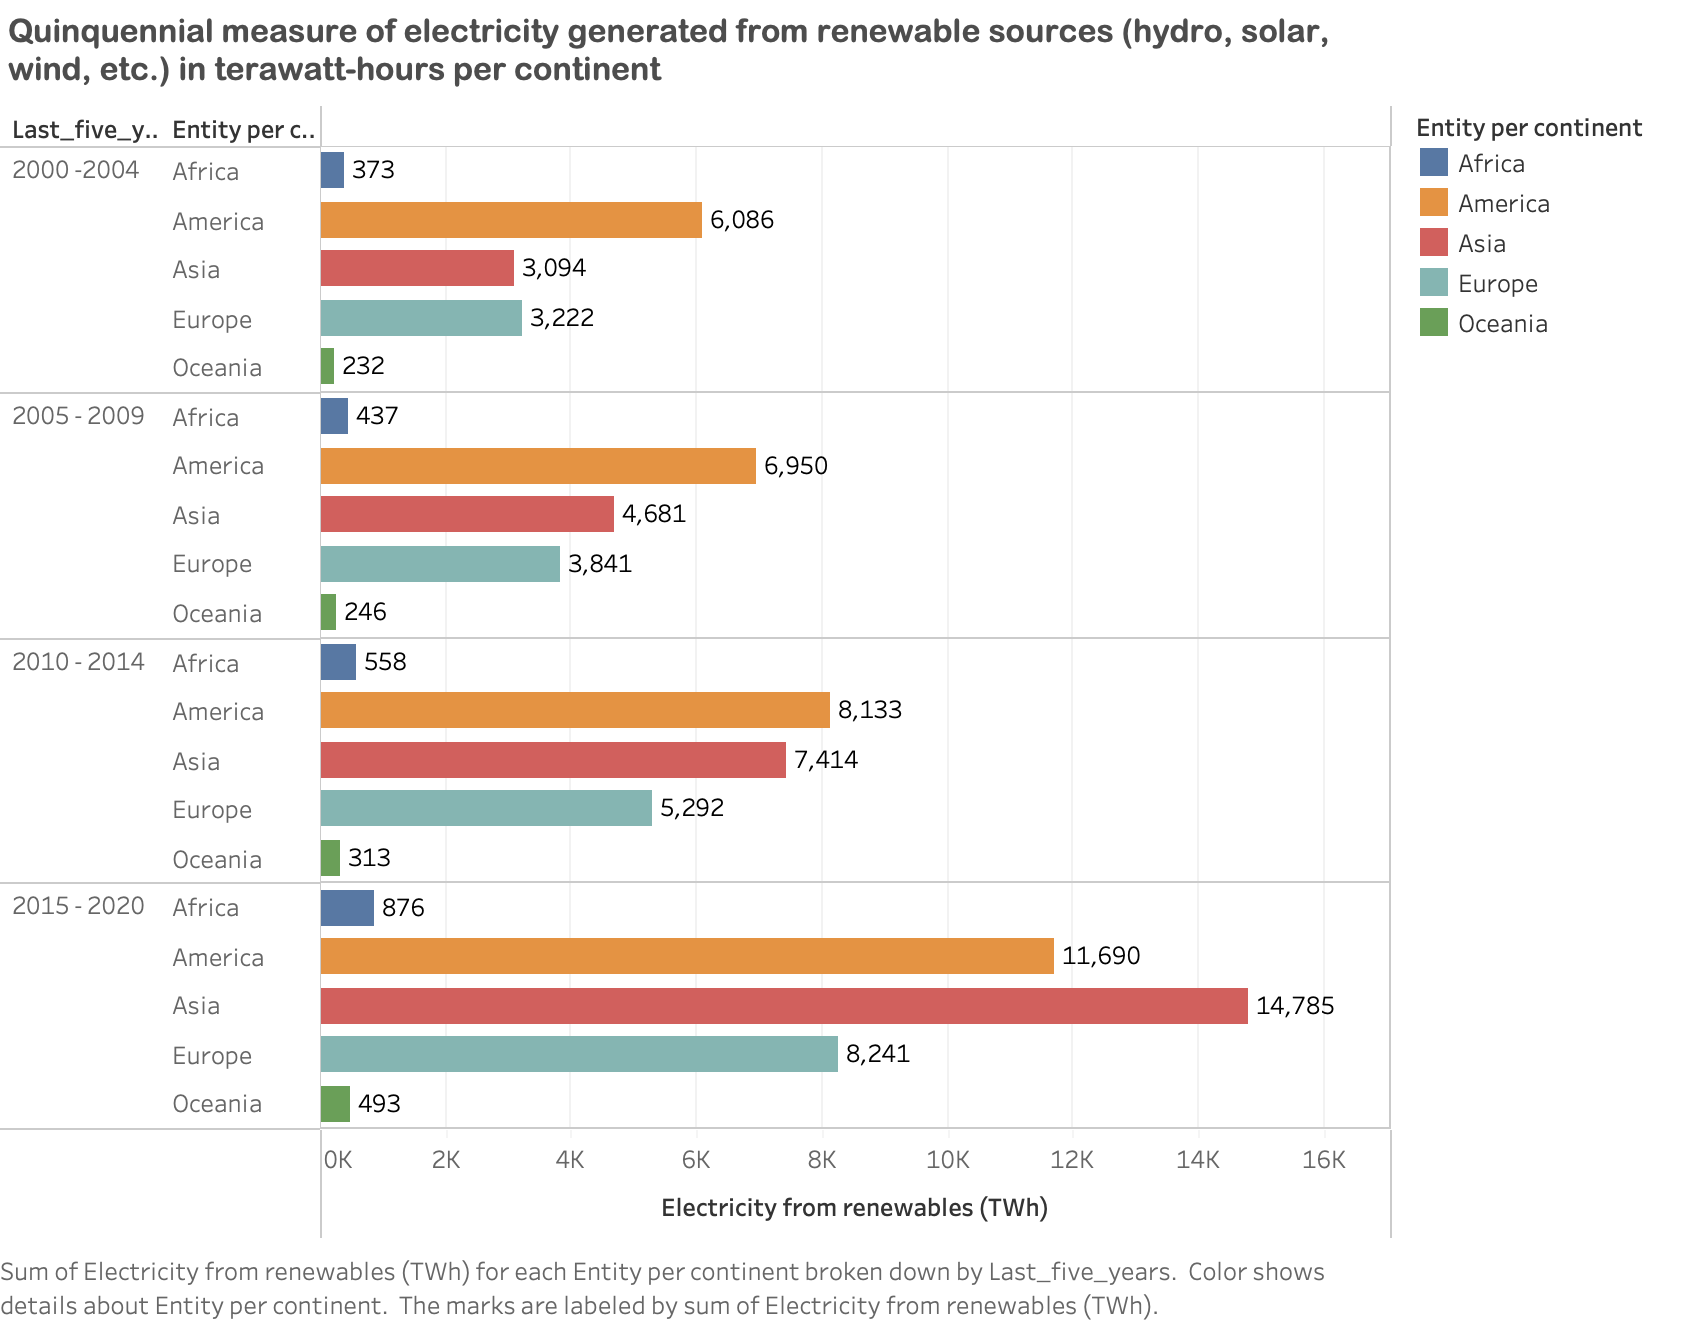 Quinquennial measure of electricity generated from renewable sources (hydro, solar,
wind, etc.) in terawatt-hours per continent
Last_five_y.. Entity per c..
2000 -2004 Africa 373
America 6,086
Asia 3,094
Europe 3,222
Oceania 232
2005 - 2009 Africa 437
America 6,950
Asia 4,681
Europe 3,841
Oceania 246
2010 - 2014 Africa 558
America 8,133
Asia 7,414
Europe 5,292
Oceania 313
2015 - 2020 Africa 876
America 11,690
Asia 14,785
Europe 8,241
Oceania 493
0K 2K 4K 6K 8K 10K 12K 14K 16K
Electricity from renewables (TWh)
Entity per continent
Africa
America
Asia
Europe
Oceania
Sum of Electricity from renewables (TWh) for each Entity per continent broken down by Last_five_years.  Color shows
details about Entity per continent.  The marks are labeled by sum of Electricity from renewables (TWh).